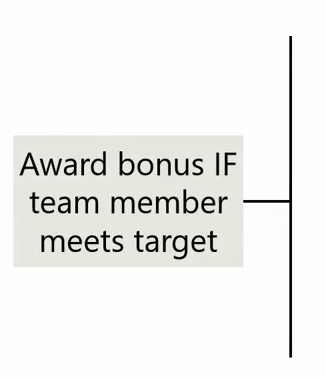 Award bonus IF
team member
meets target